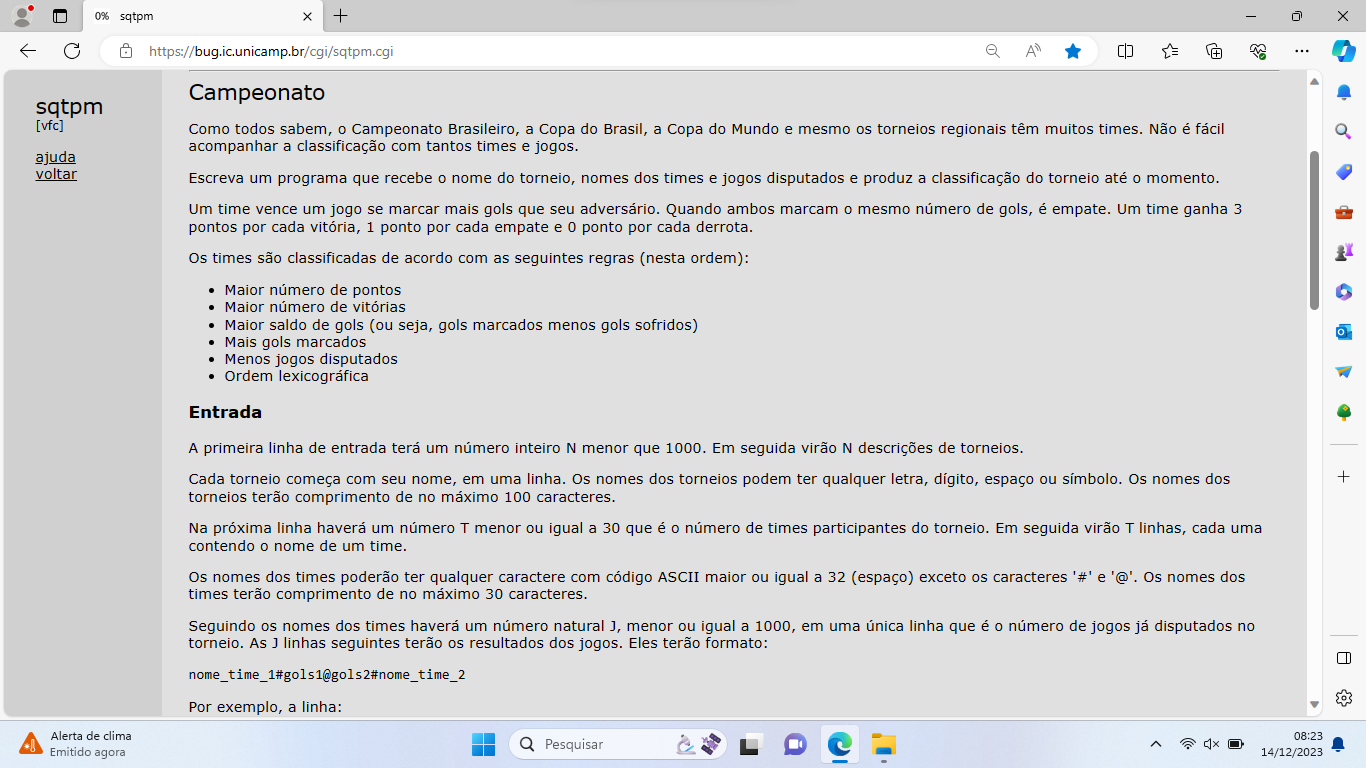 0% sqtpm
https://bug.ic.unicamp.br/cgi/sqtpm.cgi
sqtpm
[vfc]
ajuda
voltar
Campeonato
Como todos sabem, o Campeonato Brasileiro, a Copa do Brasil, a Copa do Mundo e mesmo os torneios regionais têm muitos times. Não é fácil
acompanhar a classificação com tantos times e jogos.
Escreva um programa que recebe o nome do torneio, nomes dos times e jogos disputados e produz a classificação do torneio até o momento.
Um time vence um jogo se marcar mais gols que seu adversário. Quando ambos marcam o mesmo número de gols, é empate. Um time ganha 3
pontos por cada vitória, 1 ponto por cada empate e 0 ponto por cada derrota.
Os times são classificadas de acordo com as seguintes regras (nesta ordem):
• Maior número de pontos
• Maior número de vitórias
• Maior saldo de gols (ou seja, gols marcados menos gols sofridos)
• Mais gols marcados
• Menos jogos disputados
• Ordem lexicográfica
Entrada
A primeira linha de entrada terá um número inteiro N menor que 1000. Em seguida virão N descrições de torneios.
Cada torneio começa com seu nome, em uma linha. Os nomes dos torneios podem ter qualquer letra, dígito, espaço ou símbolo. Os nomes dos
torneios terão comprimento de no máximo 100 caracteres.
Na próxima linha haverá um número T menor ou igual a 30 que é o número de times participantes do torneio. Em seguida virão T linhas, cada uma
contendo o nome de um time.
Os nomes dos times poderão ter qualquer caractere com código ASCII maior ou igual a 32 (espaço) exceto os caracteres '#' e '@'. Os nomes dos
times terão comprimento de no máximo 30 caracteres.
Seguindo os nomes dos times haverá um número natural J, menor ou igual a 1000, em uma única linha que é o número de jogos já disputados no
torneio. As J linhas seguintes terão os resultados dos jogos. Eles terão formato:
nome_time_1#gols1@gols2#nome_time_2
Por exemplo, a linha:
Alerta de clima
Emitido agora
Pesquisar
08:23
14/12/2023